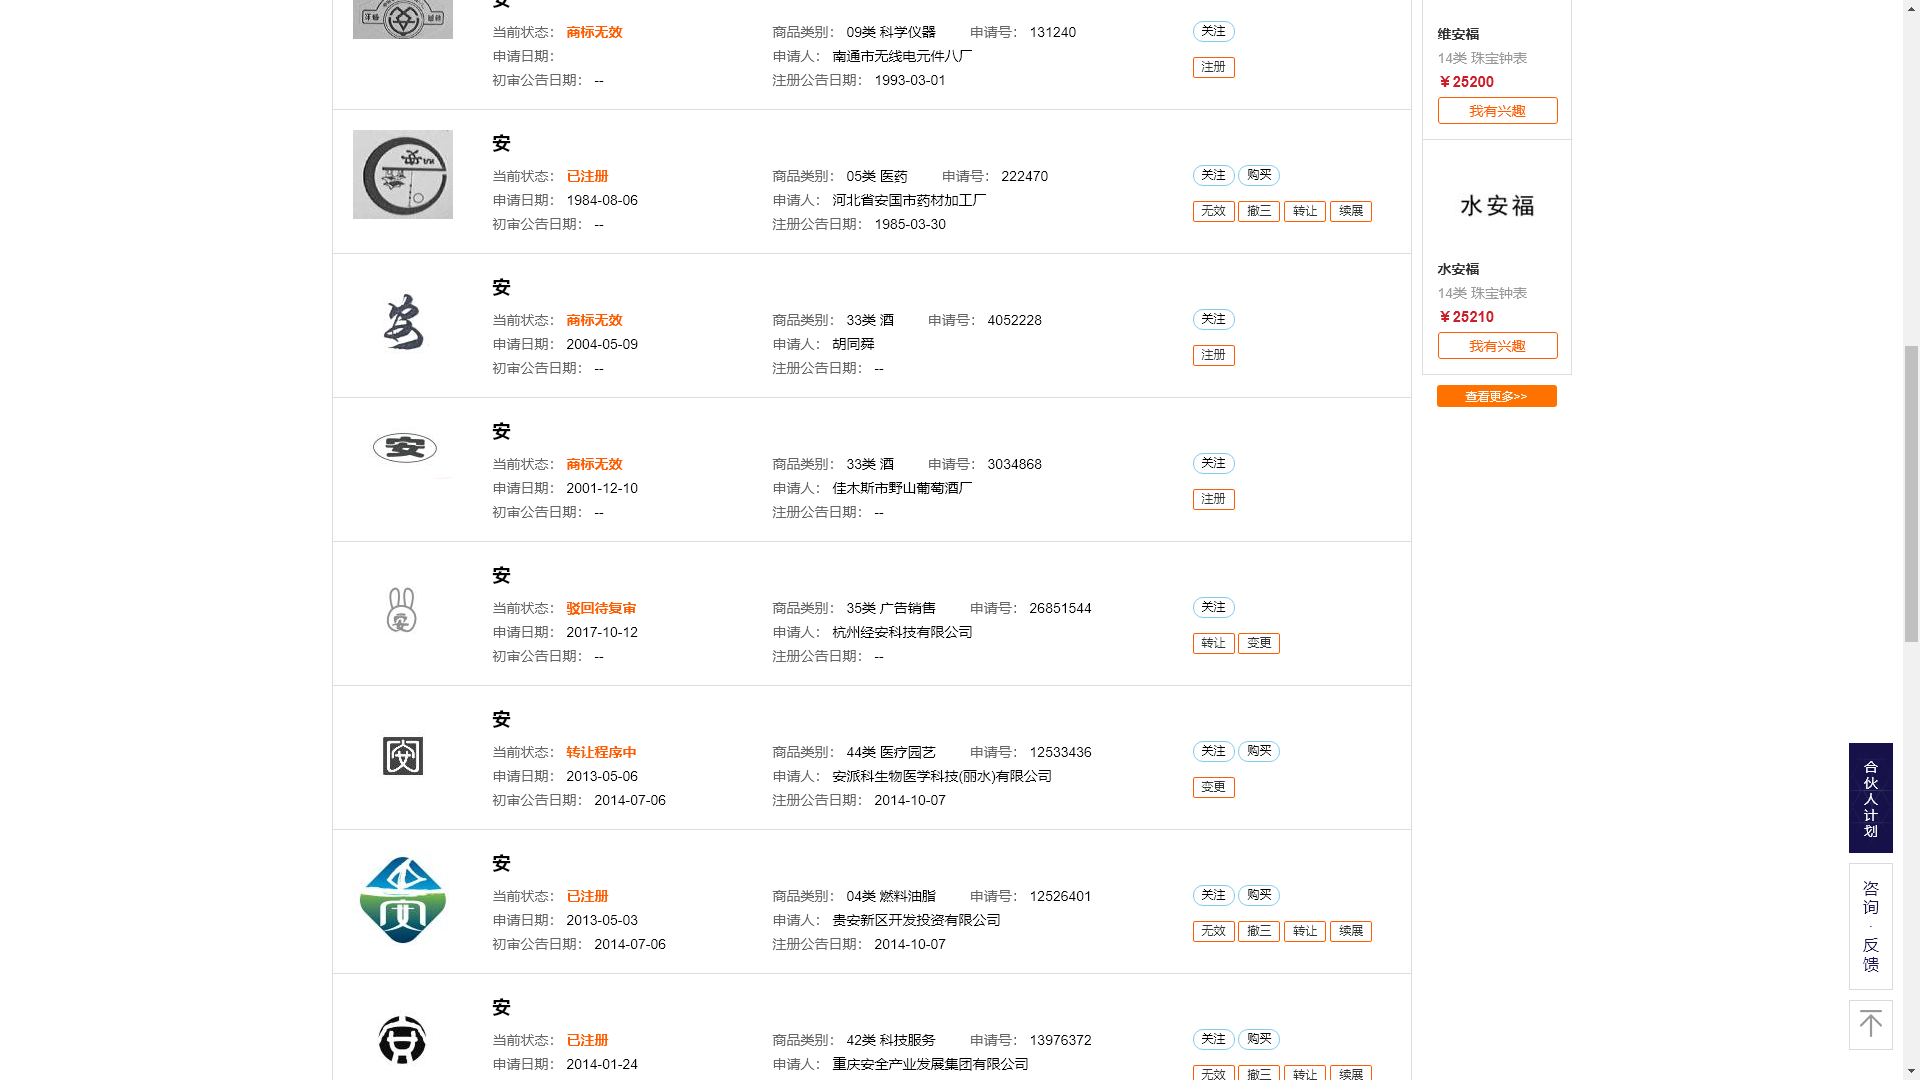 安
当前状态： 商标无效 商品类别： 09类 科学仪器 申请号： 131240 关注
申请日期： 申请人： 南通市无线电元件八厂 注册
初审公告日期： -- 注册公告日期： 1993-03-01
安
当前状态： 已注册 商品类别： 05类 医药 申请号： 222470 关注 购买
申请日期： 1984-08-06 申请人： 河北省安国市药材加工厂 无效 撤三 转让 续展
初审公告日期： -- 注册公告日期： 1985-03-30
安
安
当前状态： 商标无效 商品类别： 33类 酒 申请号： 4052228 关注
申请日期： 2004-05-09 申请人： 胡同舜 注册
初审公告日期： -- 注册公告日期： --
安
安
当前状态： 商标无效 商品类别： 33类 酒 申请号： 3034868 关注
申请日期： 2001-12-10 申请人： 佳木斯市野山葡萄酒厂 注册
初审公告日期： -- 注册公告日期： --
安
安
当前状态： 驳回待复审 商品类别： 35类 广告销售 申请号： 26851544 关注
申请日期： 2017-10-12 申请人： 杭州经安科技有限公司 转让 变更
初审公告日期： -- 注册公告日期： --
安
安
当前状态： 转让程序中 商品类别： 44类 医疗园艺 申请号： 12533436 关注 购买
申请日期： 2013-05-06 申请人： 安派科生物医学科技(丽水)有限公司 变更
初审公告日期： 2014-07-06 注册公告日期： 2014-10-07
安
当前状态： 已注册 商品类别： 04类 燃料油脂 申请号： 12526401 关注 购买
申请日期： 2013-05-03 申请人： 贵安新区开发投资有限公司 无效 撤三 转让 续展
初审公告日期： 2014-07-06 注册公告日期： 2014-10-07
安
当前状态： 已注册 商品类别： 42类 科技服务 申请号： 13976372 关注 购买
申请日期： 2014-01-24 申请人： 重庆安全产业发展集团有限公司 无效 撤三 转让 续展
维安福
14类 珠宝钟表
￥25200
我有兴趣
水安福
水安福
14类 珠宝钟表
￥25210
我有兴趣
查看更多>>
合伙人计划
咨询·反馈